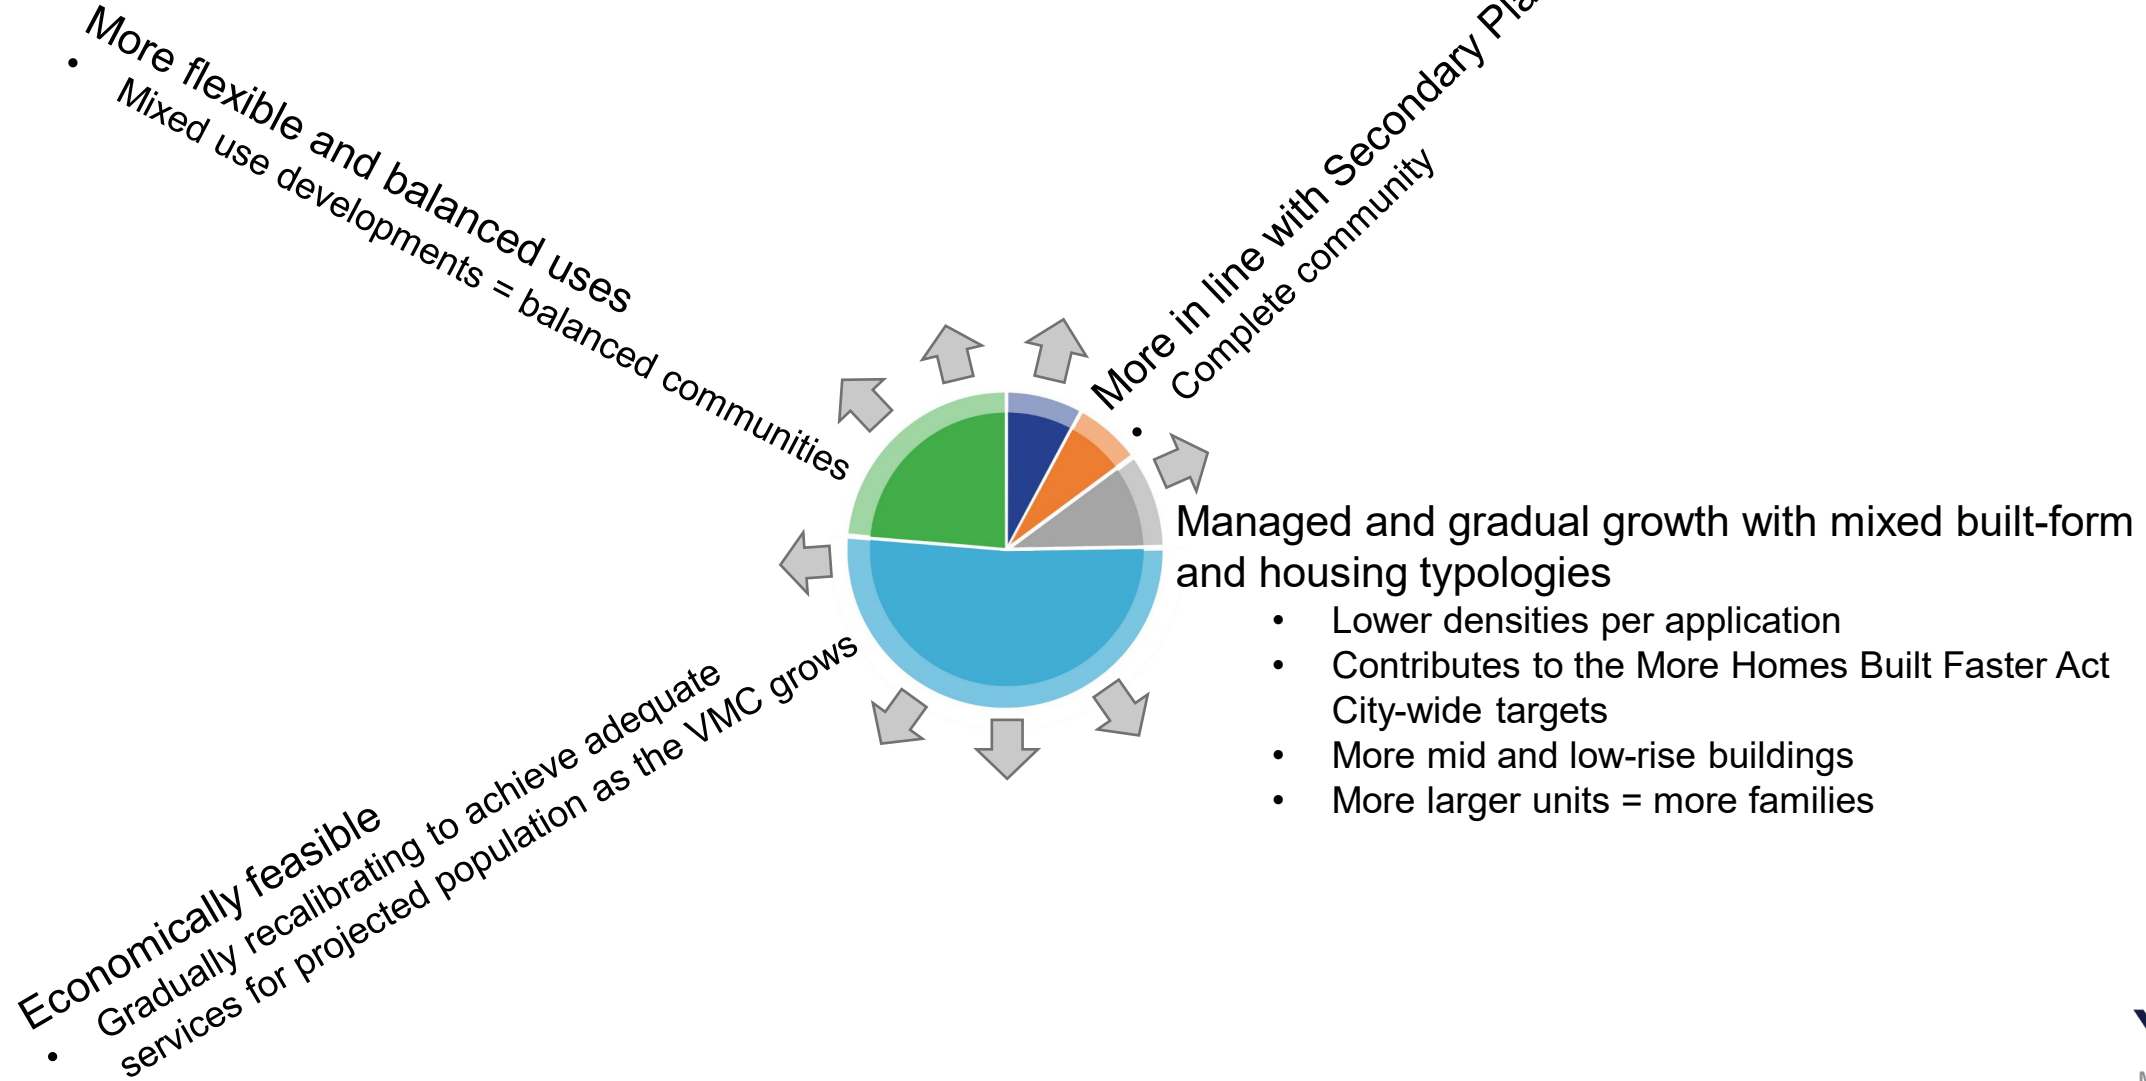 More flexible and balanced uses
• Mixed use developments = balanced communities
More in line with Secondary
• Complete community
Managed and gradual growth with mixed built-form
and housing typologies
• Lower densities per application
• Contributes to the More Homes Built Faster Act
City-wide targets
• More mid and low-rise buildings
• More larger units = more families
Economically feasible
• Gradually recalibrating to achieve adequate
services for projected population as the VMC grows